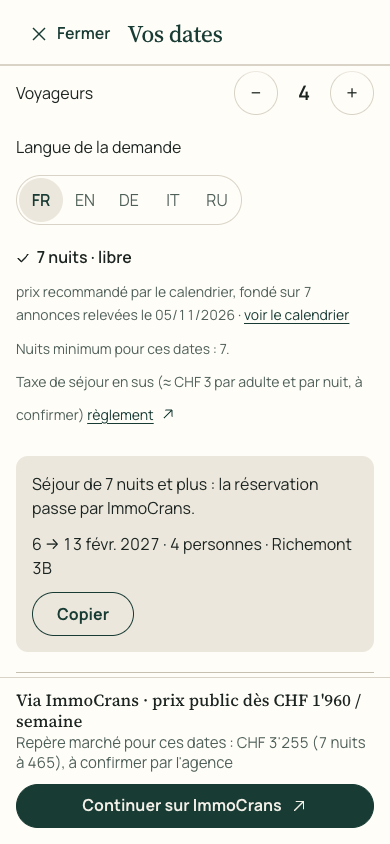 Fermer Vos dates
Voyageurs − 4 +
Langue de la demande
FR EN DE IT RU
7 nuits · libre
prix recommandé par le calendrier, fondé sur 7
annonces relevées le 05/11/2026 · voir le calendrier
Nuits minimum pour ces dates : 7.
Taxe de séjour en sus (≈ CHF 3 par adulte et par nuit, à
confirmer) règlement ↗
Séjour de 7 nuits et plus : la réservation
passe par ImmoCrans.
6 → 13 févr. 2027 · 4 personnes · Richemont
3B
Copier
Via ImmoCrans · prix public dès CHF 1'960 /
semaine
Repère marché pour ces dates : CHF 3'255 (7 nuits
à 465), à confirmer par l'agence
Continuer sur ImmoCrans ↗